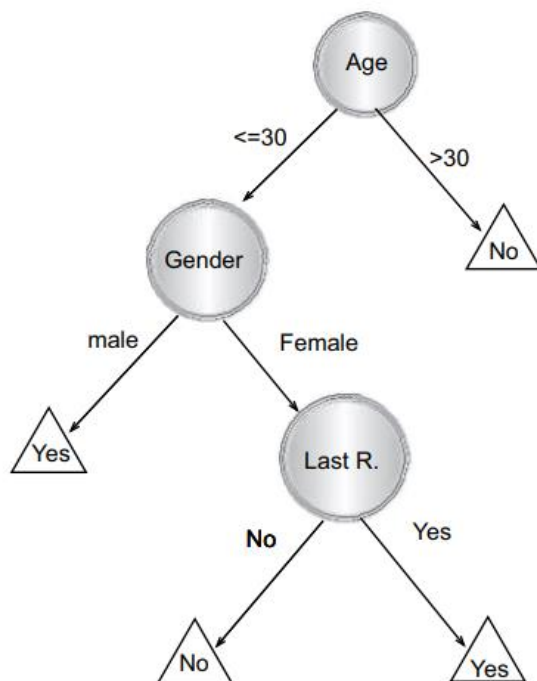 Age
<=30
>30
Gender
No
male
Female
Yes
Last R.
No
Yes
No
Yes